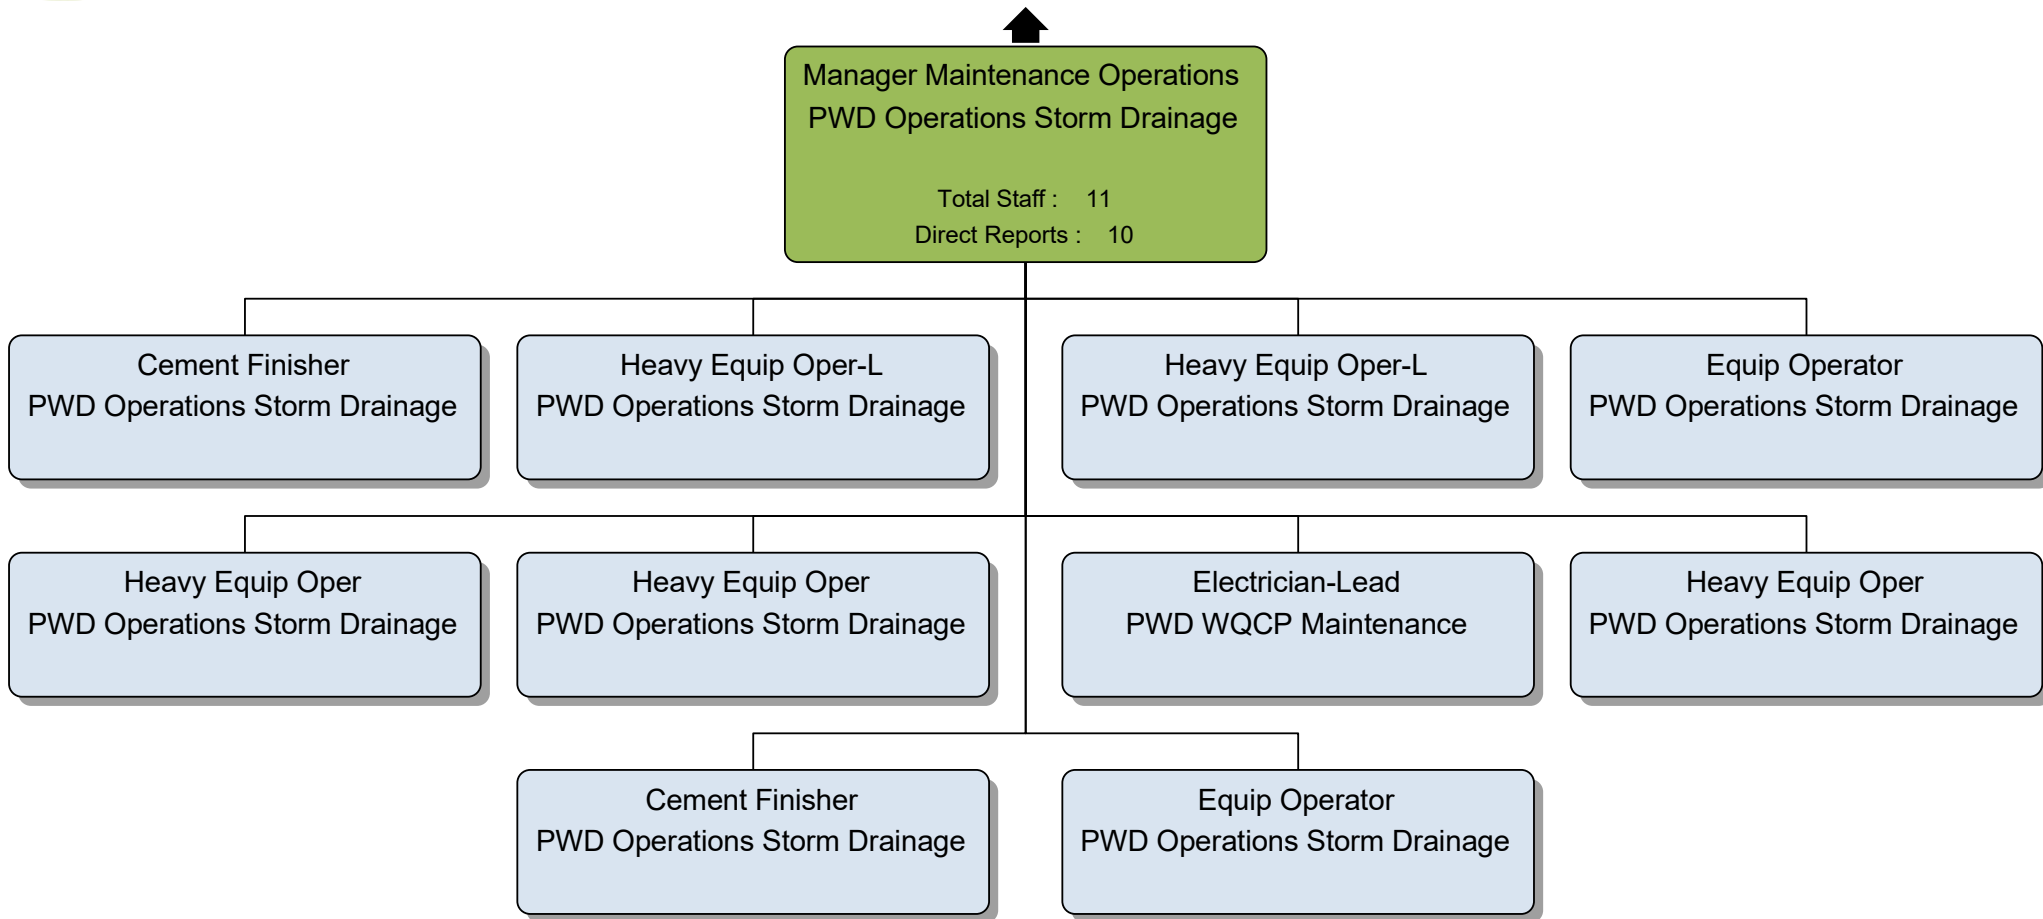 Manager Maintenance Operations
PWD Operations Storm Drainage
Total Staff : 11
Direct Reports : 10
Cement Finisher
PWD Operations Storm Drainage
Heavy Equip Oper-L
PWD Operations Storm Drainage
Heavy Equip Oper-L
PWD Operations Storm Drainage
Equip Operator
PWD Operations Storm Drainage
Heavy Equip Oper
PWD Operations Storm Drainage
Heavy Equip Oper
PWD Operations Storm Drainage
Electrician-Lead
PWD WQCP Maintenance
Heavy Equip Oper
PWD Operations Storm Drainage
Cement Finisher
PWD Operations Storm Drainage
Equip Operator
PWD Operations Storm Drainage